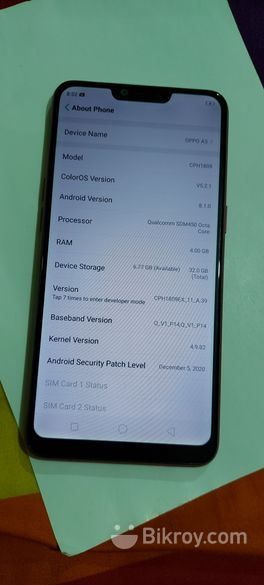 8:52
About Phone
Device Name OPPO A5
Model CPH1809
ColorOS Version V5.2.1
Android Version 8.1.0
Processor Qualcomm SDM450 Octa Core
RAM 4.00 GB
Device Storage 6.77 GB (Available) 32.0 GB (Total)
Version
Tap 7 times to enter developer mode CPH1809EX_11_A.39
Baseband Version Q_V1_P14,Q_V1_P14
Kernel Version 4.9.82
Android Security Patch Level December 5, 2020
SIM Card 1 Status
SIM Card 2 Status
Bikroy.com